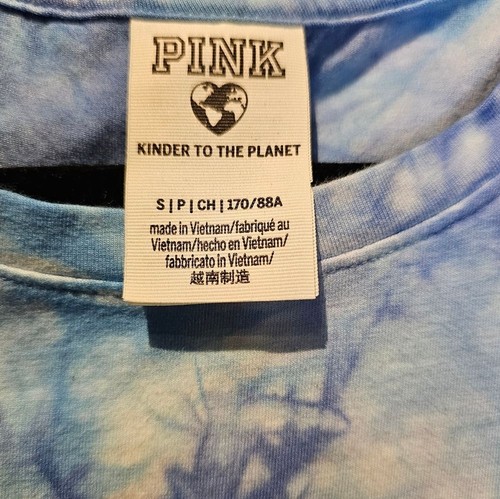 PINK
KINDER TO THE PLANET
S | P | CH | 170/88A
made in Vietnam/fabriqué au
Vietnam/hecho en Vietnam/
fabbricato in Vietnam/
越南制造